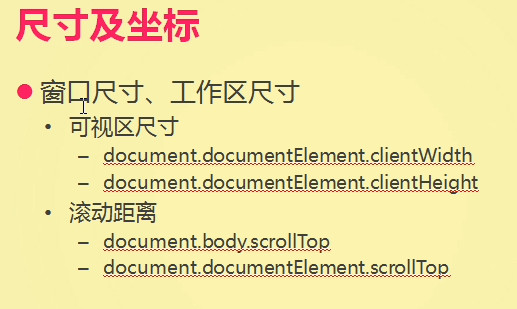 尺寸及坐标
● 窗口尺寸、工作区尺寸
• 可视区尺寸
– document.documentElement.clientWidth
– document.documentElement.clientHeight
• 滚动距离
– document.body.scrollTop
– document.documentElement.scrollTop